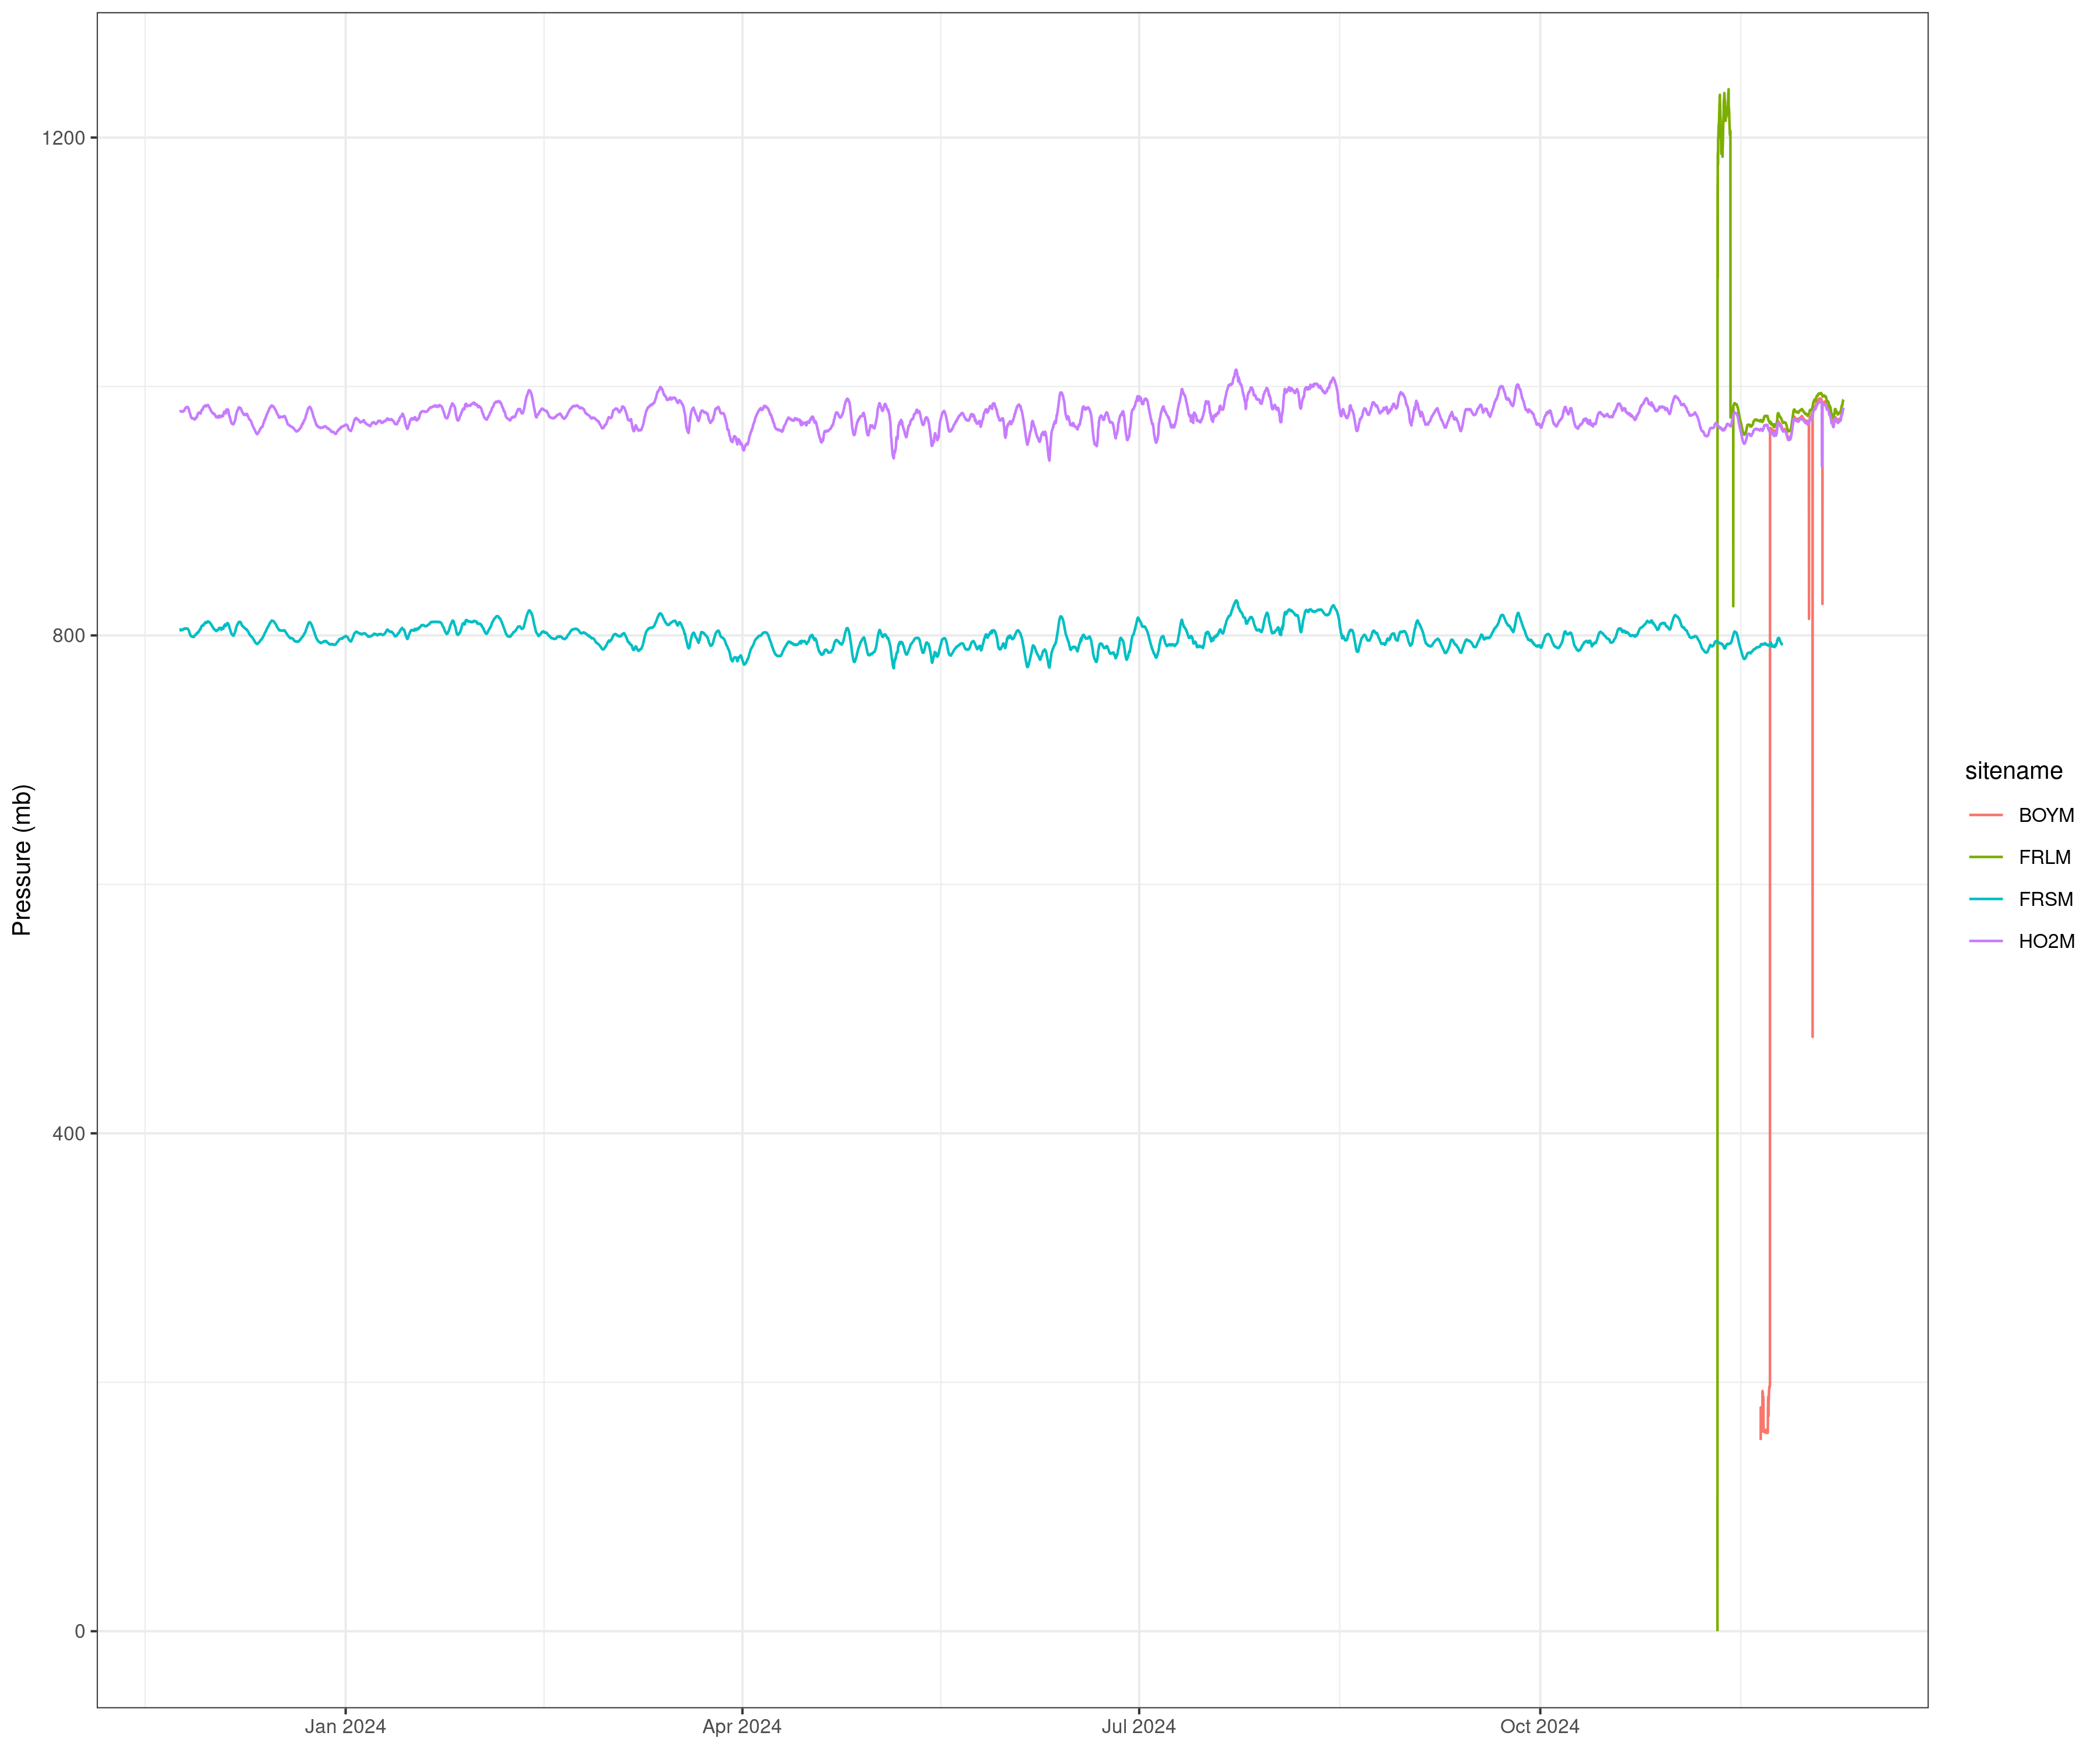 1200
800
400
0
Pressure (mb)
Jan 2024
Apr 2024
Jul 2024
Oct 2024
sitename
BOYM
FRLM
FRSM
HO2M